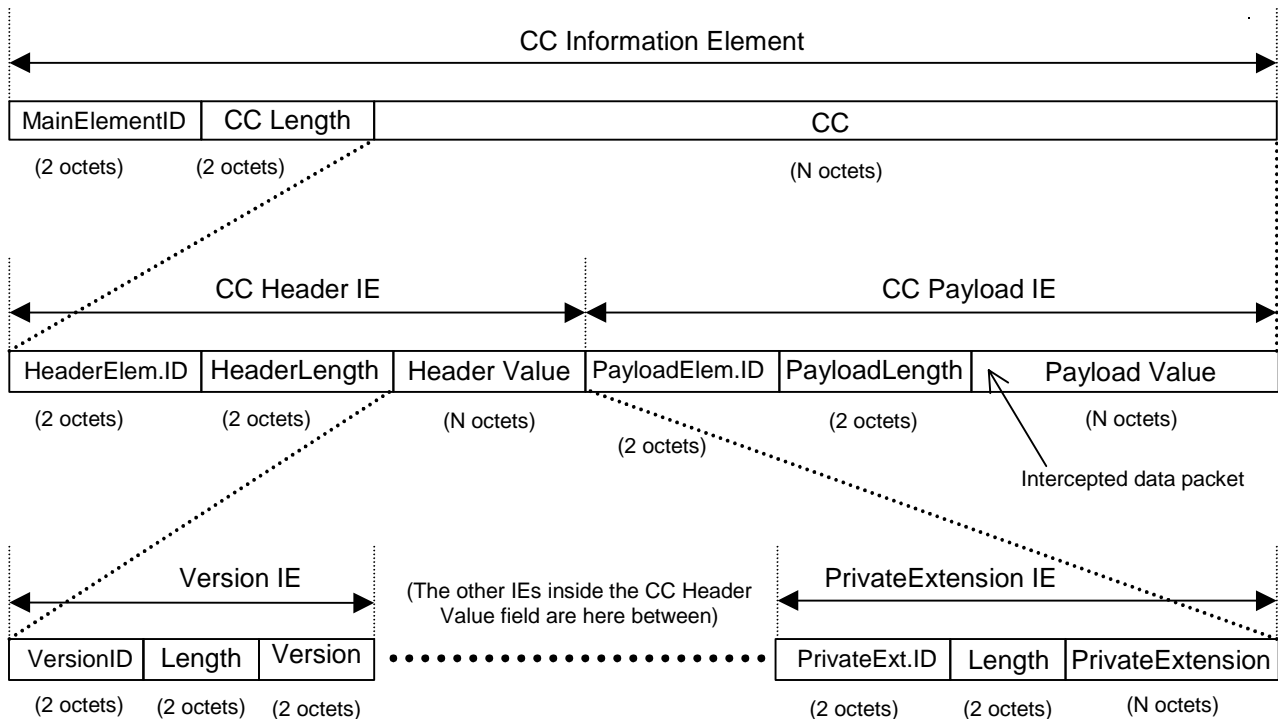 CC Information Element
MainElementID CC Length CC
(2 octets) (2 octets) (N octets)
CC Header IE CC Payload IE
HeaderElem.ID HeaderLength Header Value PayloadElem.ID PayloadLength Payload Value
(2 octets) (2 octets) (N octets) (2 octets) (2 octets) (N octets)
Intercepted data packet
Version IE (The other IEs inside the CC Header PrivateExtension IE
Value field are here between)
VersionID Length Version PrivateExt.ID Length PrivateExtension
(2 octets) (2 octets) (2 octets) (2 octets) (2 octets) (N octets)